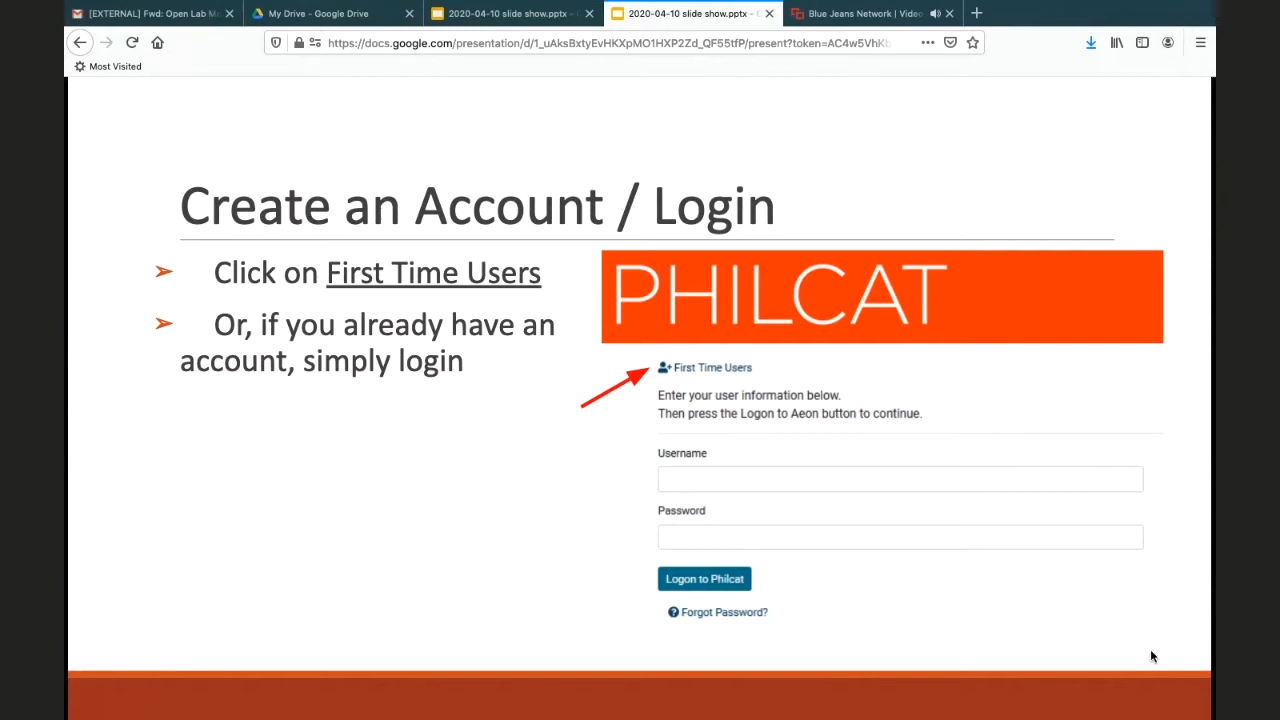 [EXTERNAL] Fwd: Open Lab M
My Drive - Google Drive
2020-04-10 slide show.pptx -
2020-04-10 slide show.pptx -
Blue Jeans Network | Video
https://docs.google.com/presentation/d/1_uAksBxtyEvHKXpMO1HXP2Zd_QF55tfP/present?token=AC4w5VhK
Most Visited
Create an Account / Login
➢ Click on First Time Users
➢ Or, if you already have an
account, simply login
PHILCAT
First Time Users
Enter your user information below.
Then press the Logon to Aeon button to continue.
Username
Password
Logon to Philcat
Forgot Password?